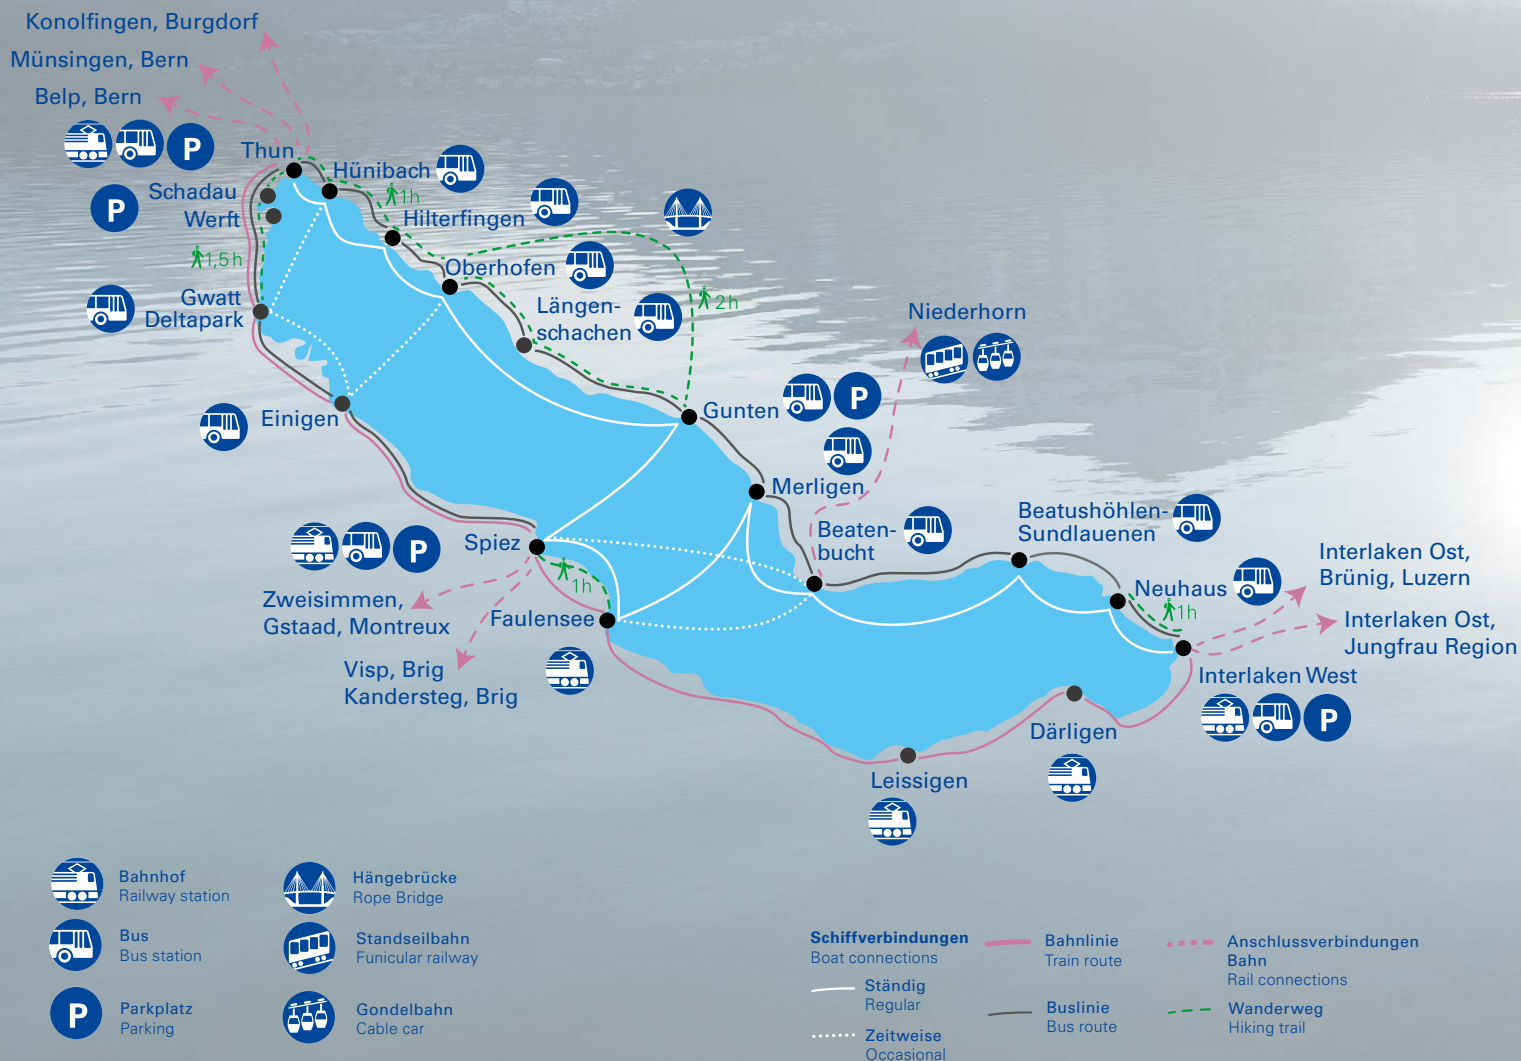 Konolfingen, Burgdorf
Münsingen, Bern
Belp, Bern
P
Thun
Hünibach
Schadau
P
1h
Werft
Hilterfingen
1,5h
Oberhofen
Gwatt
Deltapark
Längen-
schachen
2h
Niederhorn
Einigen
Gunten
P
Merligen
Spiez
P
Beaten-
bucht
Beatushöhlen-
Sundlauenen
Interlaken Ost,
Brünig, Luzern
Neuhaus
1h
1h
Zweisimmen,
Gstaad, Montreux
Faulensee
Interlaken Ost,
Jungfrau Region
Visp, Brig
Kandersteg, Brig
Interlaken West
P
Därligen
Leissigen
Bahnhof
Railway station
Bus
Bus station
P
Parkplatz
Parking
Hängebrücke
Rope Bridge
Standseilbahn
Funicular railway
Gondelbahn
Cable car
Schiffverbindungen
Boat connections
Ständig
Regular
Zeitweise
Occasional
Bahnlinie
Train route
Buslinie
Bus route
Anschlussverbindungen
Bahn
Rail connections
Wanderweg
Hiking trail